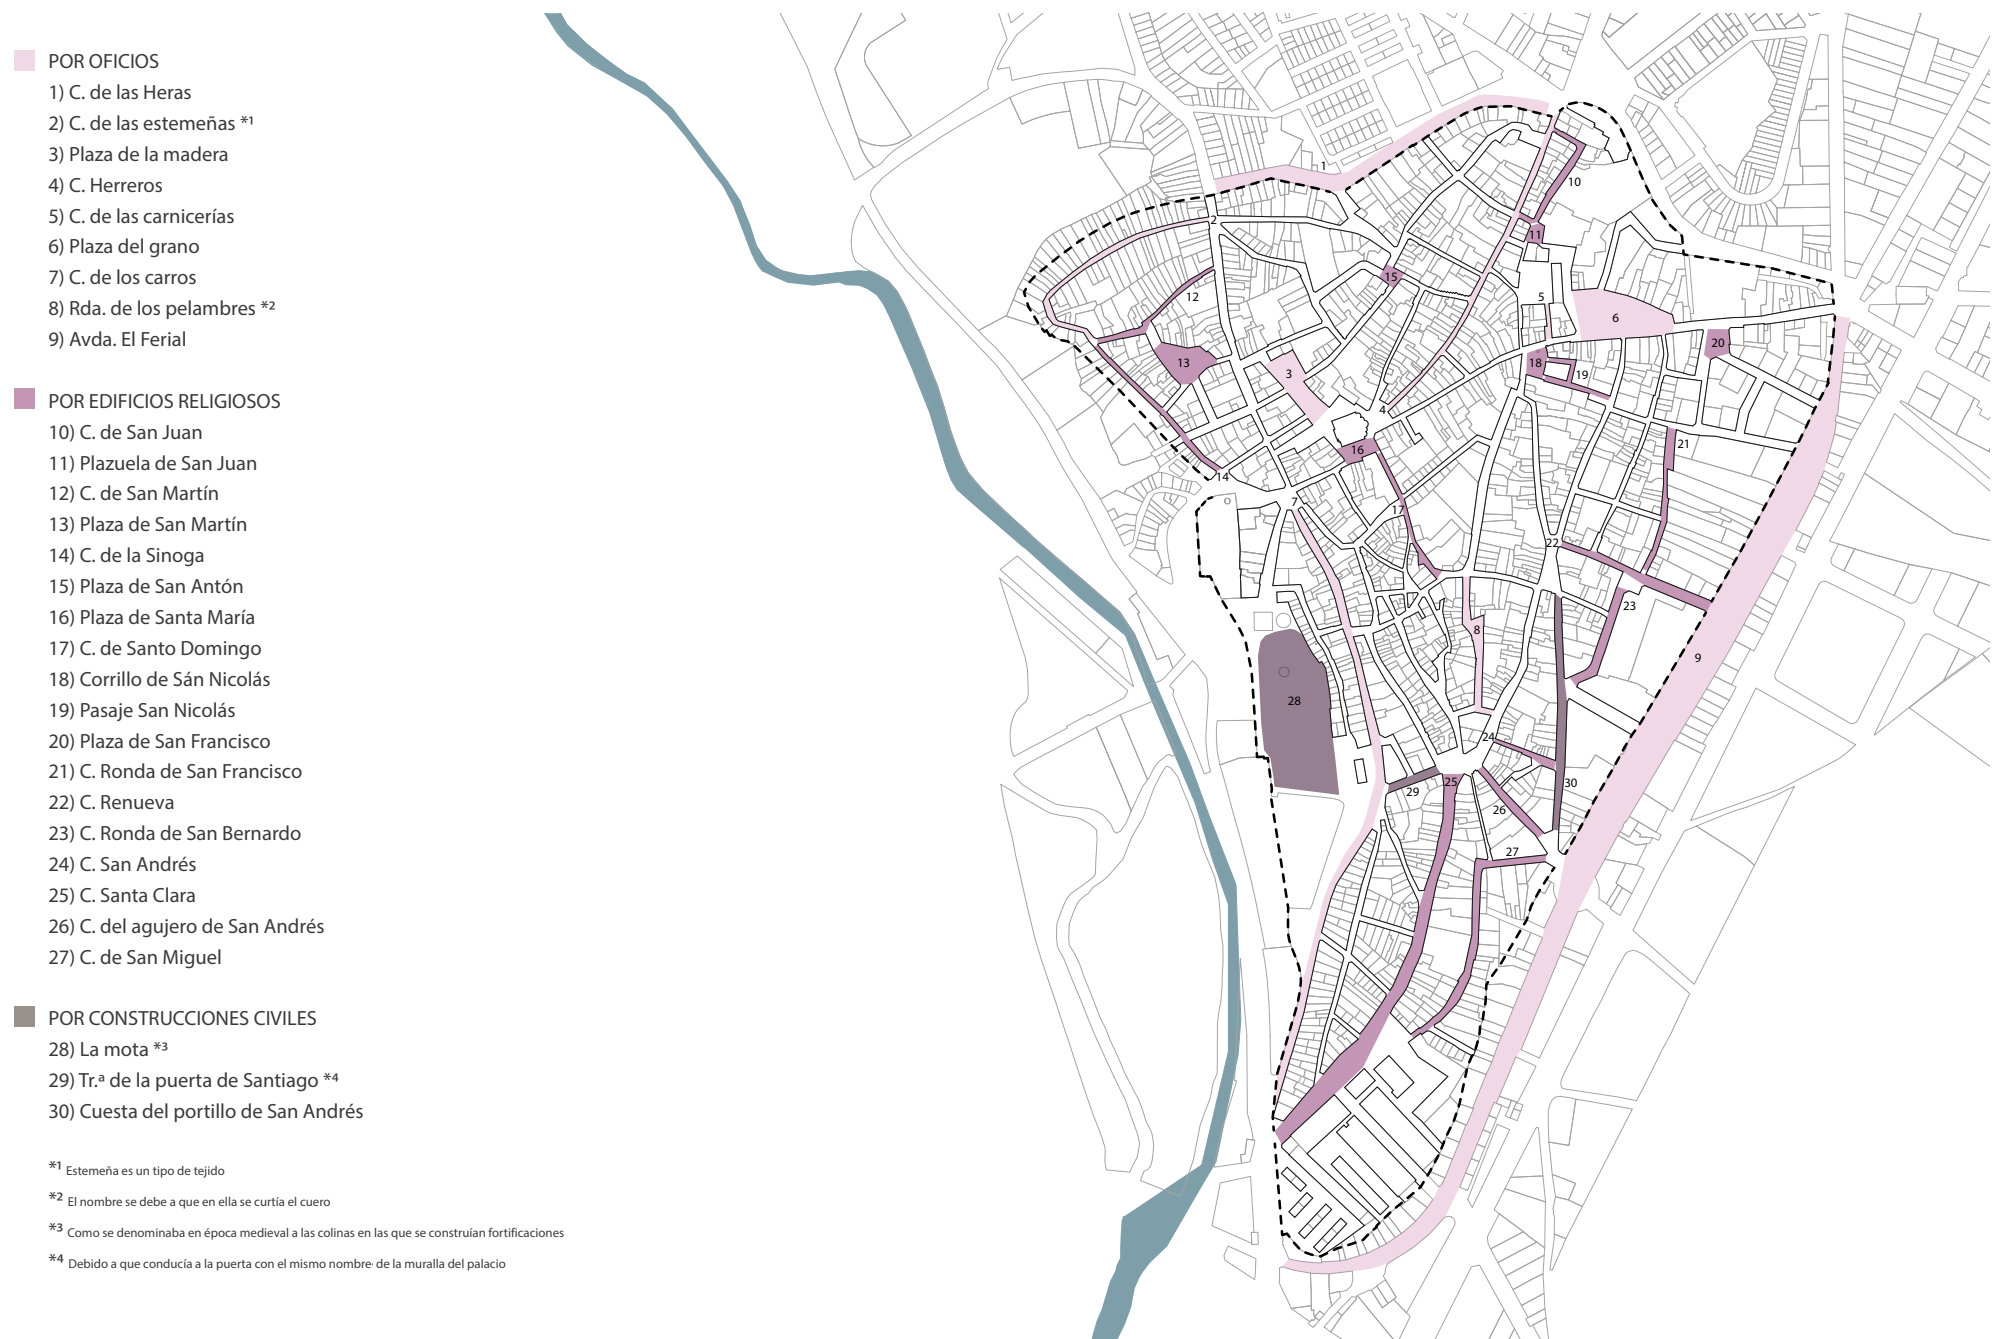 POR OFICIOS
1) C. de las Heras
2) C. de las estemeñas *¹
3) Plaza de la madera
4) C. Herreros
5) C. de las carnicerías
6) Plaza del grano
7) C. de los carros
8) Rda. de los pelambres *²
9) Avda. El Ferial
POR EDIFICIOS RELIGIOSOS
10) C. de San Juan
11) Plazuela de San Juan
12) C. de San Martín
13) Plaza de San Martín
14) C. de la Sinoga
15) Plaza de San Antón
16) Plaza de Santa María
17) C. de Santo Domingo
18) Corrillo de Sán Nicolás
19) Pasaje San Nicolás
20) Plaza de San Francisco
21) C. Ronda de San Francisco
22) C. Renueva
23) C. Ronda de San Bernardo
24) C. San Andrés
25) C. Santa Clara
26) C. del agujero de San Andrés
27) C. de San Miguel
POR CONSTRUCCIONES CIVILES
28) La mota *³
29) Tr.ª de la puerta de Santiago *⁴
30) Cuesta del portillo de San Andrés
*¹ Estemeña es un tipo de tejido
*² El nombre se debe a que en ella se curtía el cuero
*³ Como se denominaba en época medieval a las colinas en las que se construían fortificaciones
*⁴ Debido a que conducía a la puerta con el mismo nombre de la muralla del palacio
1
10
2
11
15
12
5
6
20
13
18
3
19
4
21
16
14
7
17
22
23
8
9
28
24
25
30
29
26
27